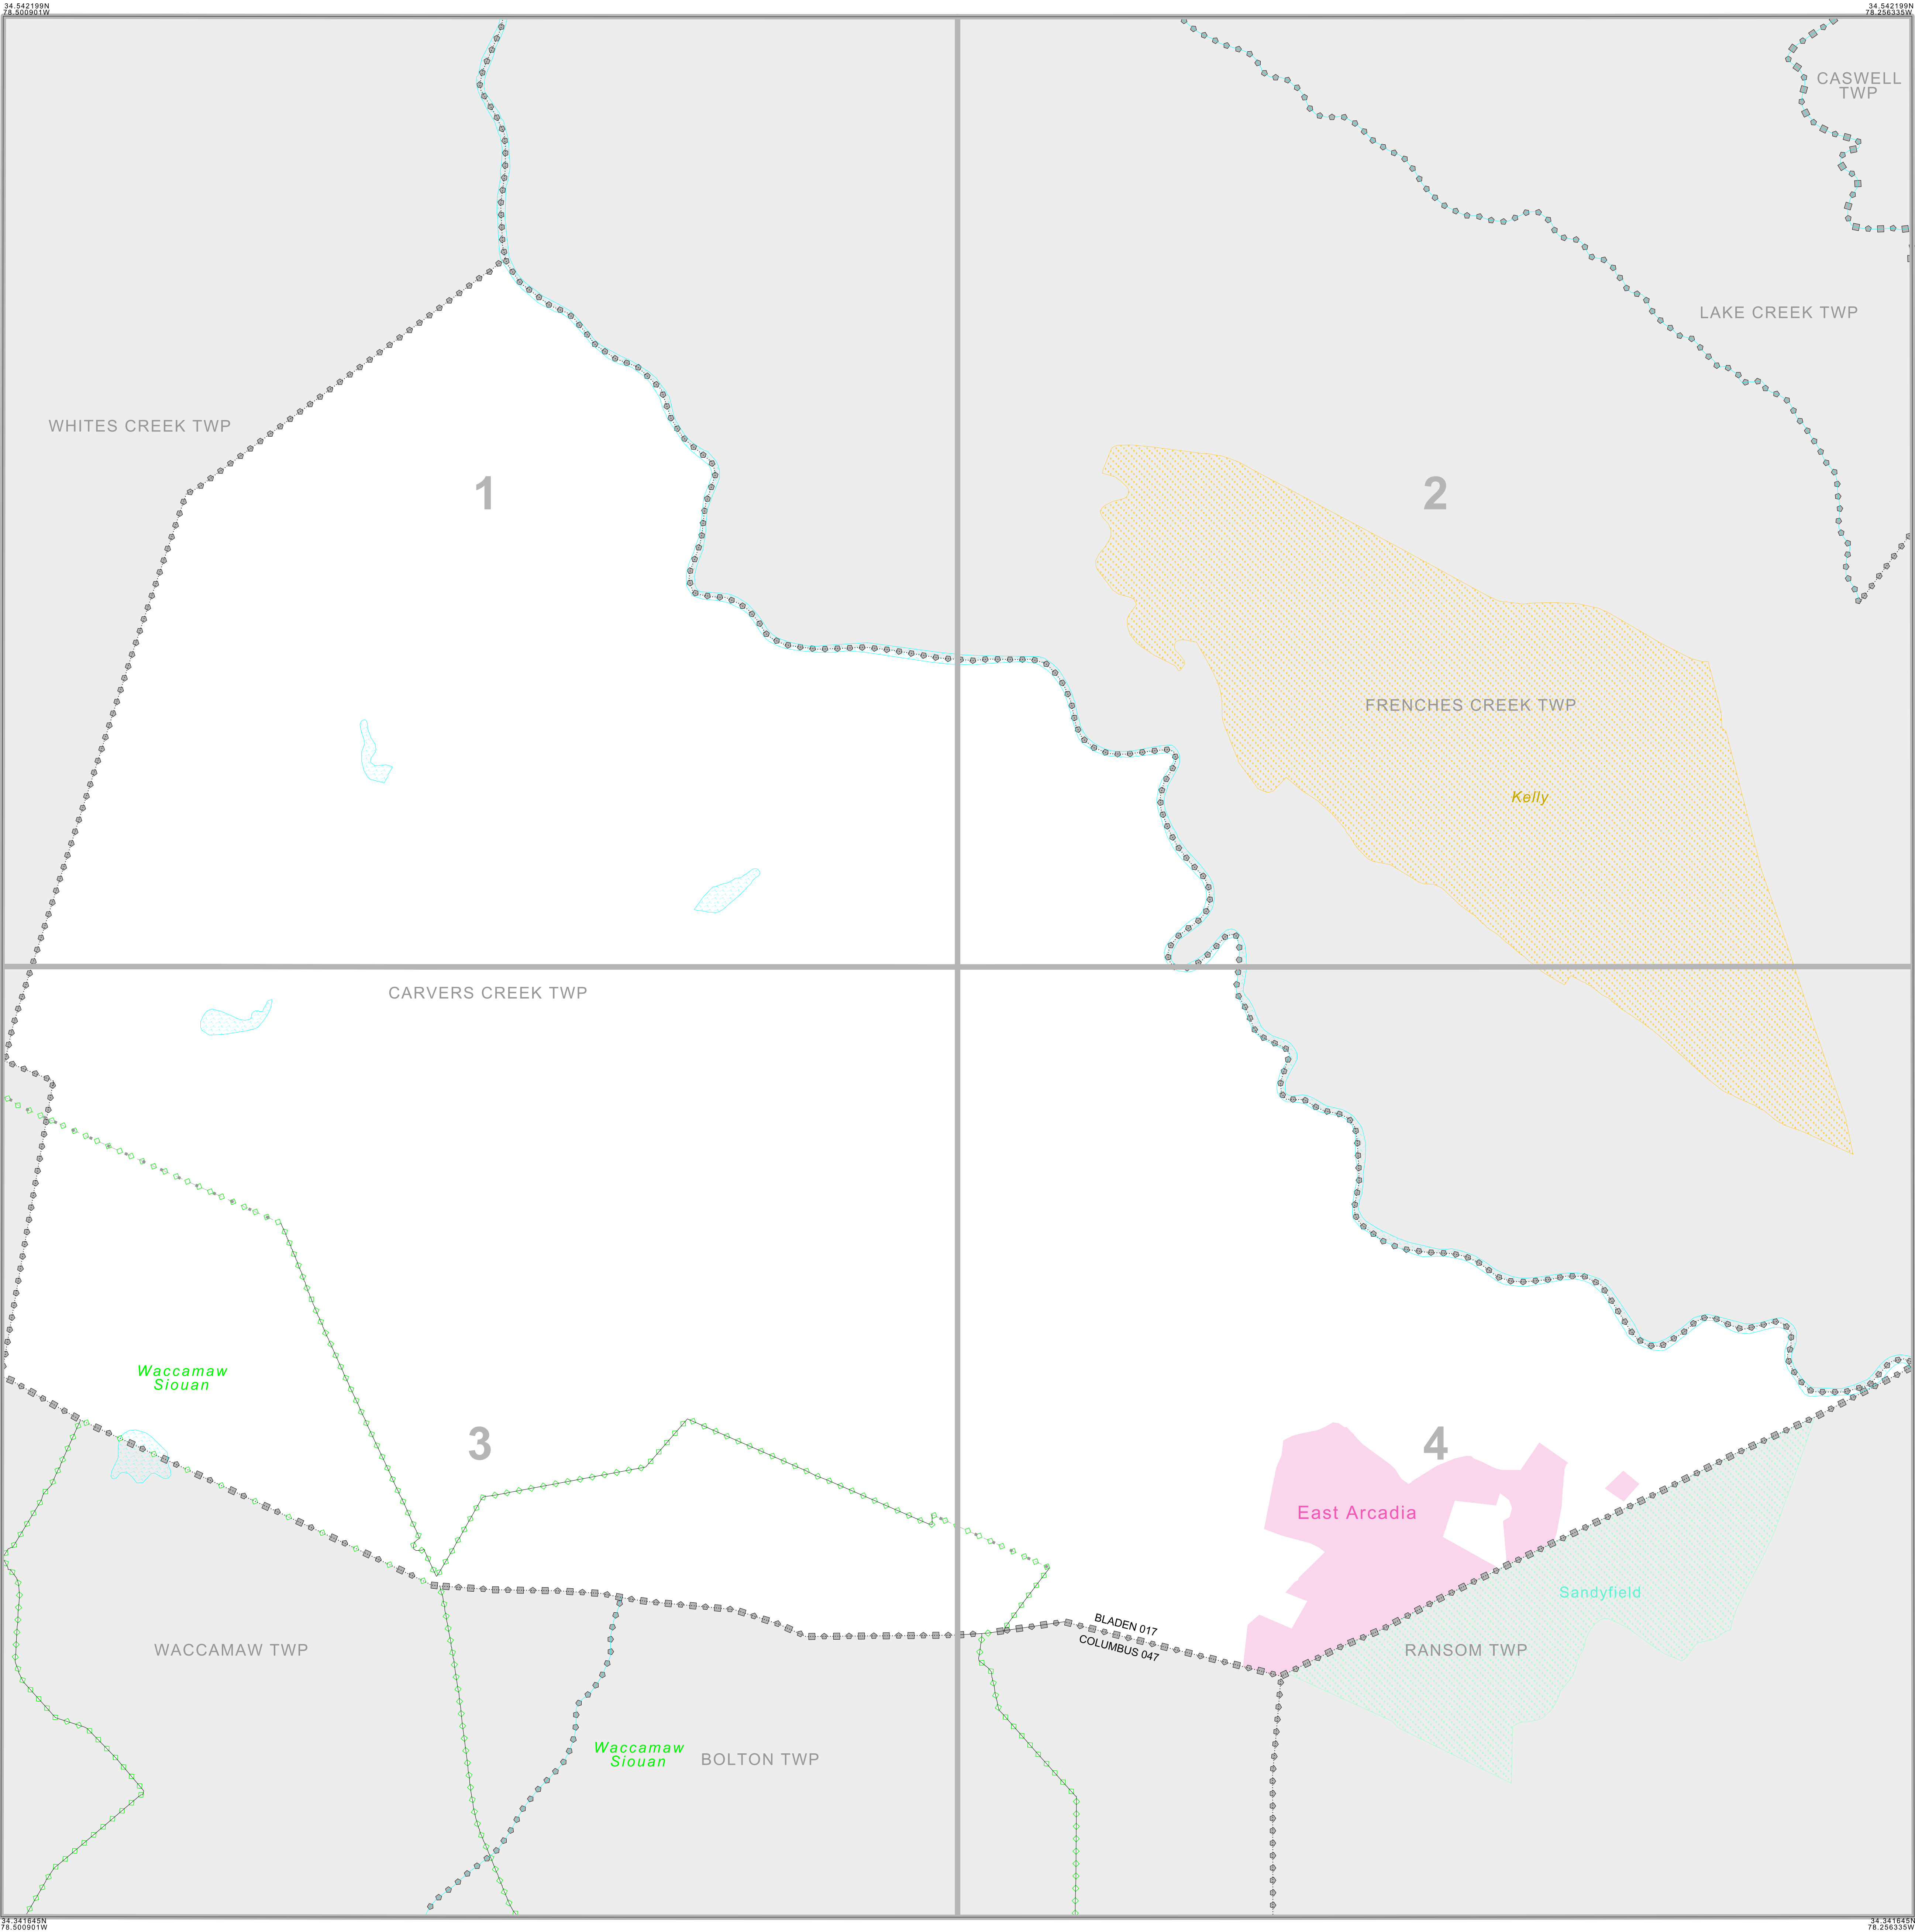 34.542199N
78.500901W
34.542199N
78.256335W
CASWELL
TWP
LAKE CREEK TWP
WHITES CREEK TWP
1
2
FRENCHES CREEK TWP
Kelly
CARVERS CREEK TWP
Waccamaw
Siouan
3
4
East Arcadia
Sandyfield
BLADEN 017
COLUMBUS 047
WACCAMAW TWP
RANSOM TWP
Waccamaw
Siouan
BOLTON TWP
34.341645N
78.500901W
34.341645N
78.256335W